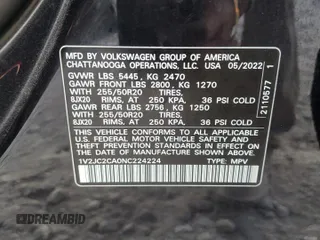 MFD. BY VOLKSWAGEN GROUP OF AMERICA
CHATTANOOGA OPERATIONS, LLC. USA 05/2022
GVWR LBS 5445, KG 2470
GAWR FRONT LBS 2800, KG 1270
WITH 255/50R20 TIRES,
8JX20 RIMS, AT 250 KPA, 36 PSI COLD
GAWR REAR LBS 2756, KG 1250
WITH 255/50R20 TIRES,
8JX20 RIMS, AT 250 KPA, 36 PSI COLD
THIS VEHICLE CONFORMS TO ALL APPLICABLE
U.S. FEDERAL MOTOR VEHICLE SAFETY STANDARDS
IN EFFECT ON THE DATE OF MANUFACTURE
SHOWN ABOVE.
1V2JC2CA0NC224224 TYPE: MPV
2110677 1
DREAMBID